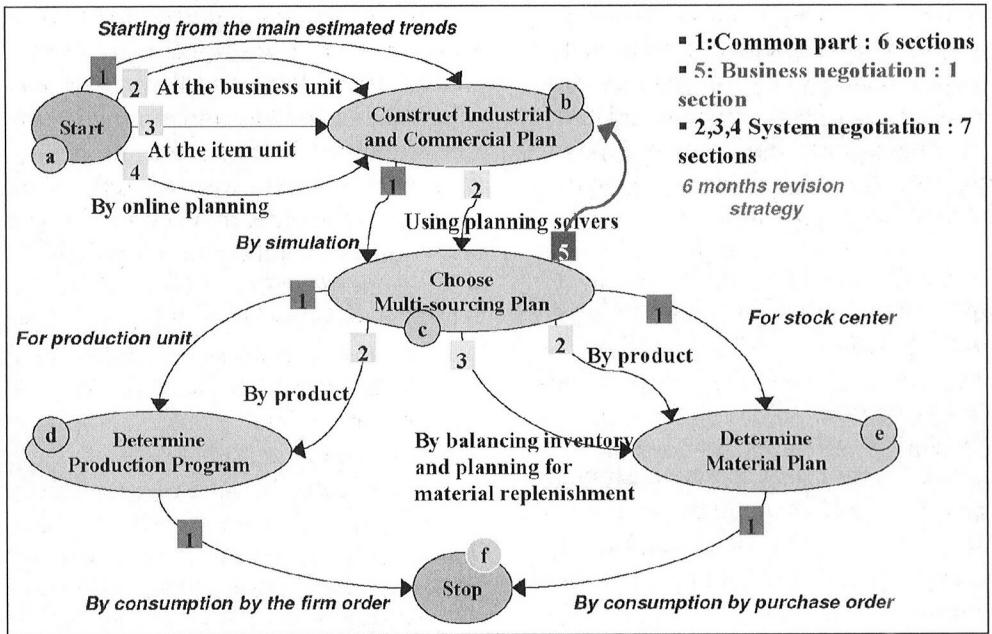 Starting from the main estimated trends
1
2
At the business unit
3
At the item unit
4
By online planning
Start
a
b
Construct Industrial
and Commercial Plan
1:Common part : 6 sections
5: Business negotiation : 1
section
2,3,4 System negotiation : 7
sections
6 months revision
strategy
1
2
Using planning solvers
By simulation
5
Choose
Multi-sourcing Plan
c
1
For production unit
2
By product
3
By balancing inventory
and planning for
material replenishment
2
By product
1
For stock center
d
Determine
Production Program
e
Determine
Material Plan
1
By consumption by the firm order
1
By consumption by purchase order
f
Stop